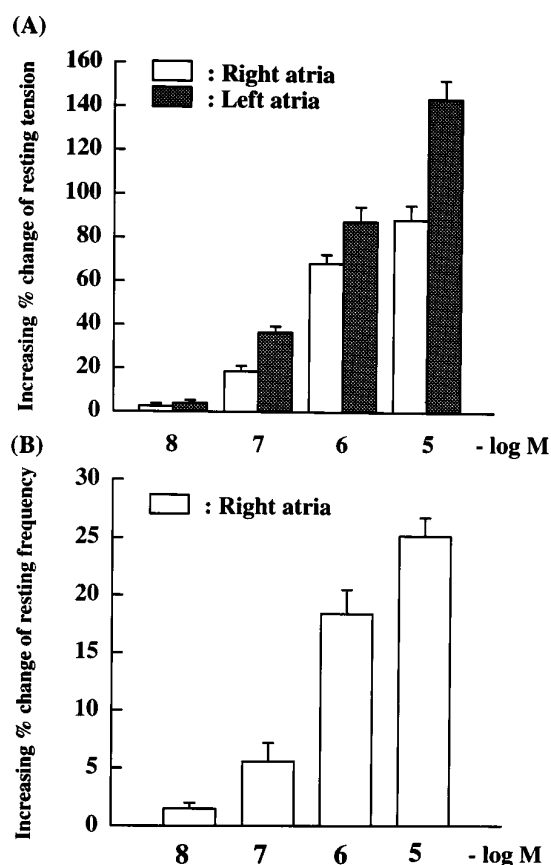 (A)
Increasing % change of resting tension
160
140
120
100
80
60
40
20
0
: Right atria
: Left atria
8 7 6 5 - log M
(B)
Increasing % change of resting frequency
30
25
20
15
10
5
0
: Right atria
8 7 6 5 - log M